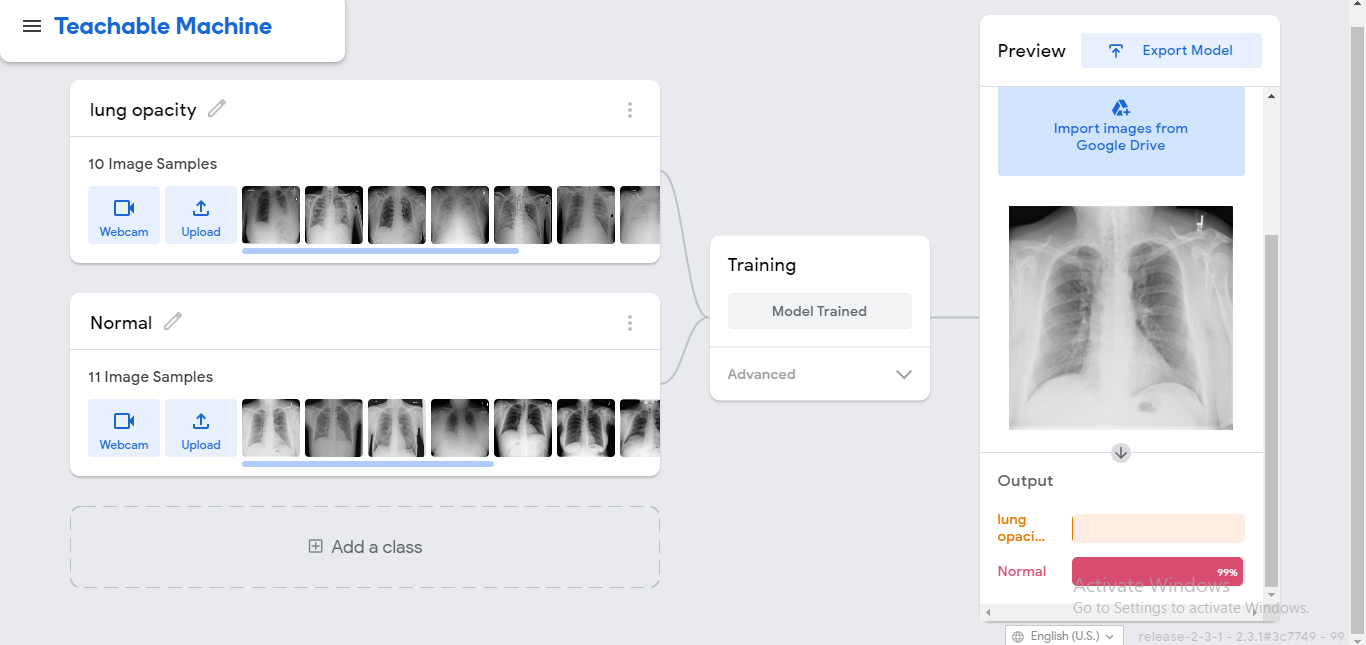 Teachable Machine
lung opacity
10 Image Samples
Webcam
Upload
Normal
11 Image Samples
Webcam
Upload
Add a class
Training
Model Trained
Advanced
Preview
Export Model
Import images from
Google Drive
Output
lung
opaci...
Normal
99%
Activate Windows
Go to Settings to activate Windows.
English (U.S.)
release-2-3-1 - 2.3.1#3c7749 - 99